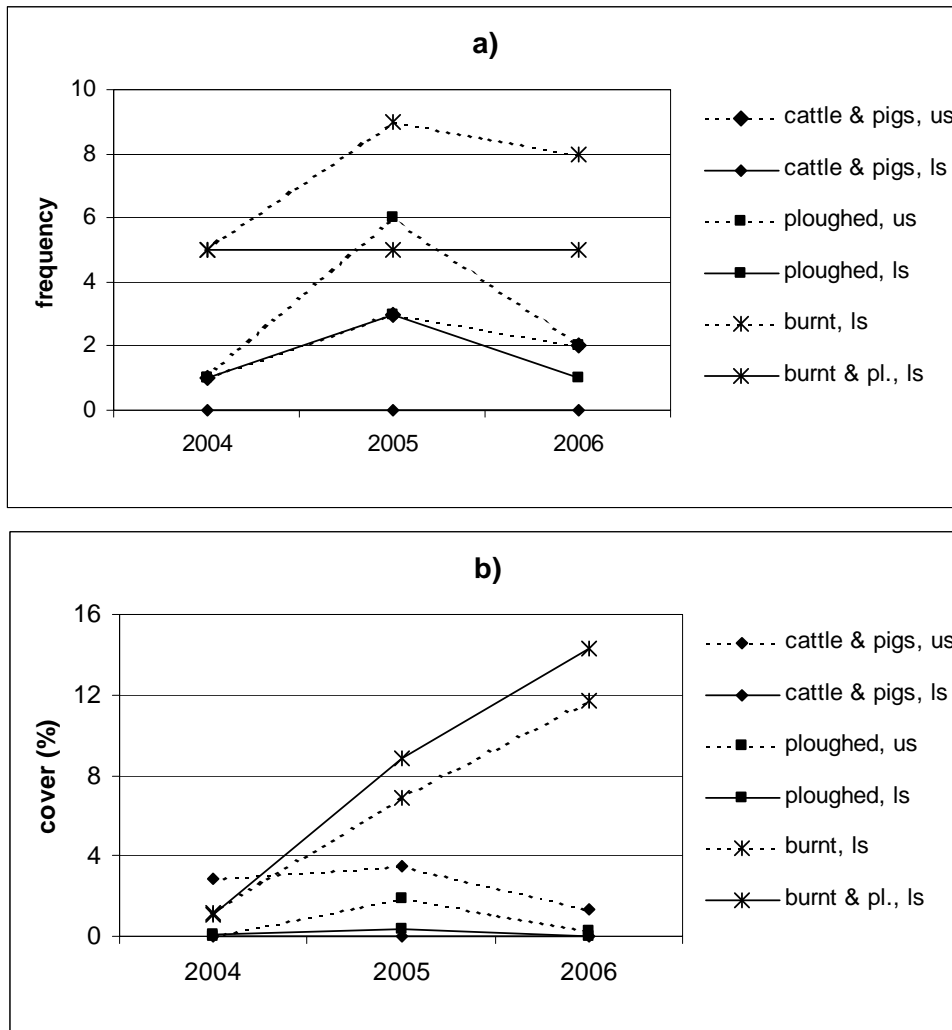 a)
10
8
6
4
2
0
frequency
2004 2005 2006
cattle & pigs, us
cattle & pigs, ls
ploughed, us
ploughed, ls
burnt, ls
burnt & pl., ls
b)
16
12
8
4
0
cover (%)
2004 2005 2006
cattle & pigs, us
cattle & pigs, ls
ploughed, us
ploughed, ls
burnt, ls
burnt & pl., ls